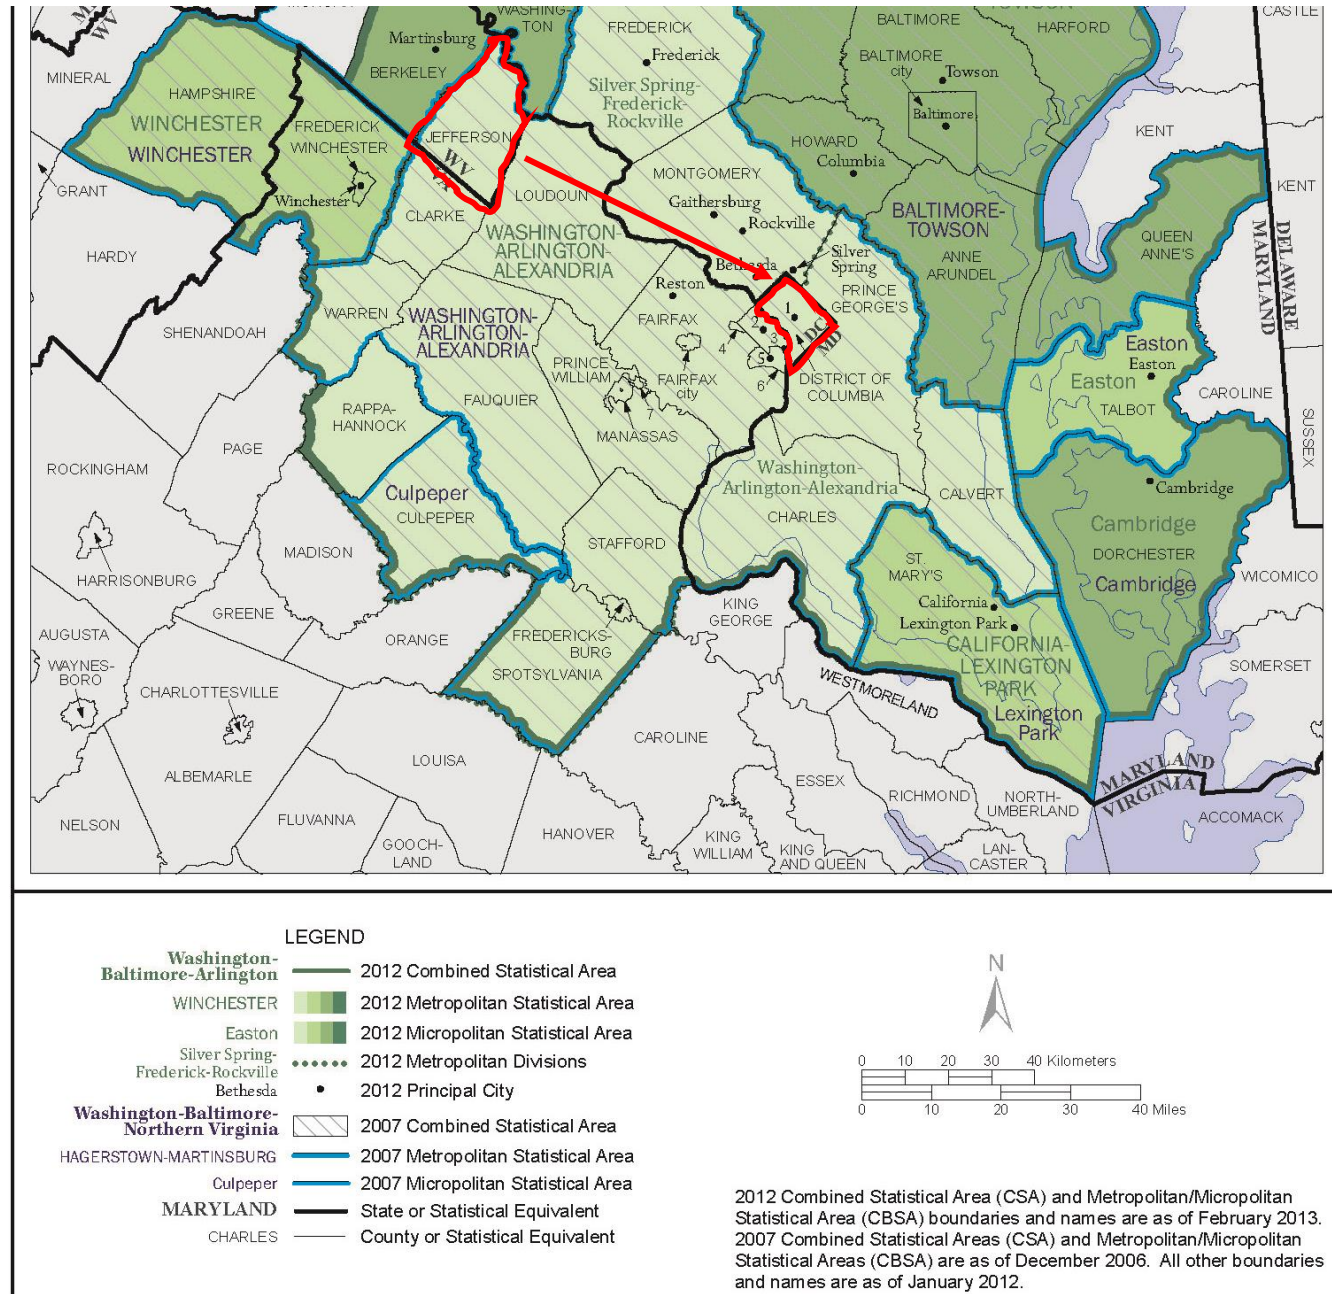 WASHING-
TON
FREDERICK
BALTIMORE
TOWSON
HARFORD
CASTLE
Martinsburg
BERKELEY
MINERAL
WV
Frederick
BALTIMORE
city
Towson
Silver Spring-
Frederick-
Rockville
Baltimore
HAMPSHIRE
WINCHESTER
WINCHESTER
FREDERICK
WINCHESTER
Winchester
JEFFERSON
WV
VA
HOWARD
Columbia
KENT
KENT
GRANT
CLARKE
LOUDOUN
MONTGOMERY
Gaithersburg
Rockville
BALTIMORE-
TOWSON
ANNE
ARUNDEL
QUEEN
ANNE'S
DELAWARE
MARYLAND
HARDY
WASHINGTON-
ARLINGTON-
ALEXANDRIA
Bethesda
Silver
Spring
Reston
PRINCE
GEORGE'S
SHENANDOAH
WARREN
WASHINGTON-
ARLINGTON-
ALEXANDRIA
FAIRFAX
1
2
3
4
5
6
7
DC
MD
PRINCE
WILLIAM
FAIRFAX
city
DISTRICT OF
COLUMBIA
Easton
Easton
Easton
TALBOT
CAROLINE
SUSSEX
RAPPA-
HANNOCK
FAUQUIER
MANASSAS
PAGE
ROCKINGHAM
Culpeper
CULPEPER
Washington-
Arlington-Alexandria
CHARLES
CALVERT
Cambridge
Cambridge
DORCHESTER
Cambridge
STAFFORD
MADISON
HARRISONBURG
ST.
MARY'S
WICOMICO
GREENE
KING
GEORGE
California
Lexington Park
AUGUSTA
ORANGE
FREDERICKS-
BURG
SPOTSYLVANIA
CALIFORNIA-
LEXINGTON
PARK
Lexington
Park
SOMERSET
WAYNES-
BORO
CHARLOTTESVILLE
WESTMORELAND
CAROLINE
LOUISA
ALBEMARLE
ESSEX
RICHMOND
NORTH-
UMBERLAND
MARYLAND
VIRGINIA
ACCOMACK
NELSON
FLUVANNA
GOOCH-
LAND
HANOVER
KING
WILLIAM
KING
AND QUEEN
LAN-
CASTER
LEGEND
Washington-
Baltimore-Arlington
2012 Combined Statistical Area
WINCHESTER
2012 Metropolitan Statistical Area
Easton
2012 Micropolitan Statistical Area
Silver Spring-
Frederick-Rockville
2012 Metropolitan Divisions
Bethesda
2012 Principal City
Washington-Baltimore-
Northern Virginia
2007 Combined Statistical Area
HAGERSTOWN-MARTINSBURG
2007 Metropolitan Statistical Area
Culpeper
2007 Micropolitan Statistical Area
MARYLAND
State or Statistical Equivalent
CHARLES
County or Statistical Equivalent
N
0 10 20 30 40 Kilometers
0 10 20 30 40 Miles
2012 Combined Statistical Area (CSA) and Metropolitan/Micropolitan
Statistical Area (CBSA) boundaries and names are as of February 2013.
2007 Combined Statistical Areas (CSA) and Metropolitan/Micropolitan
Statistical Areas (CBSA) are as of December 2006. All other boundaries
and names are as of January 2012.